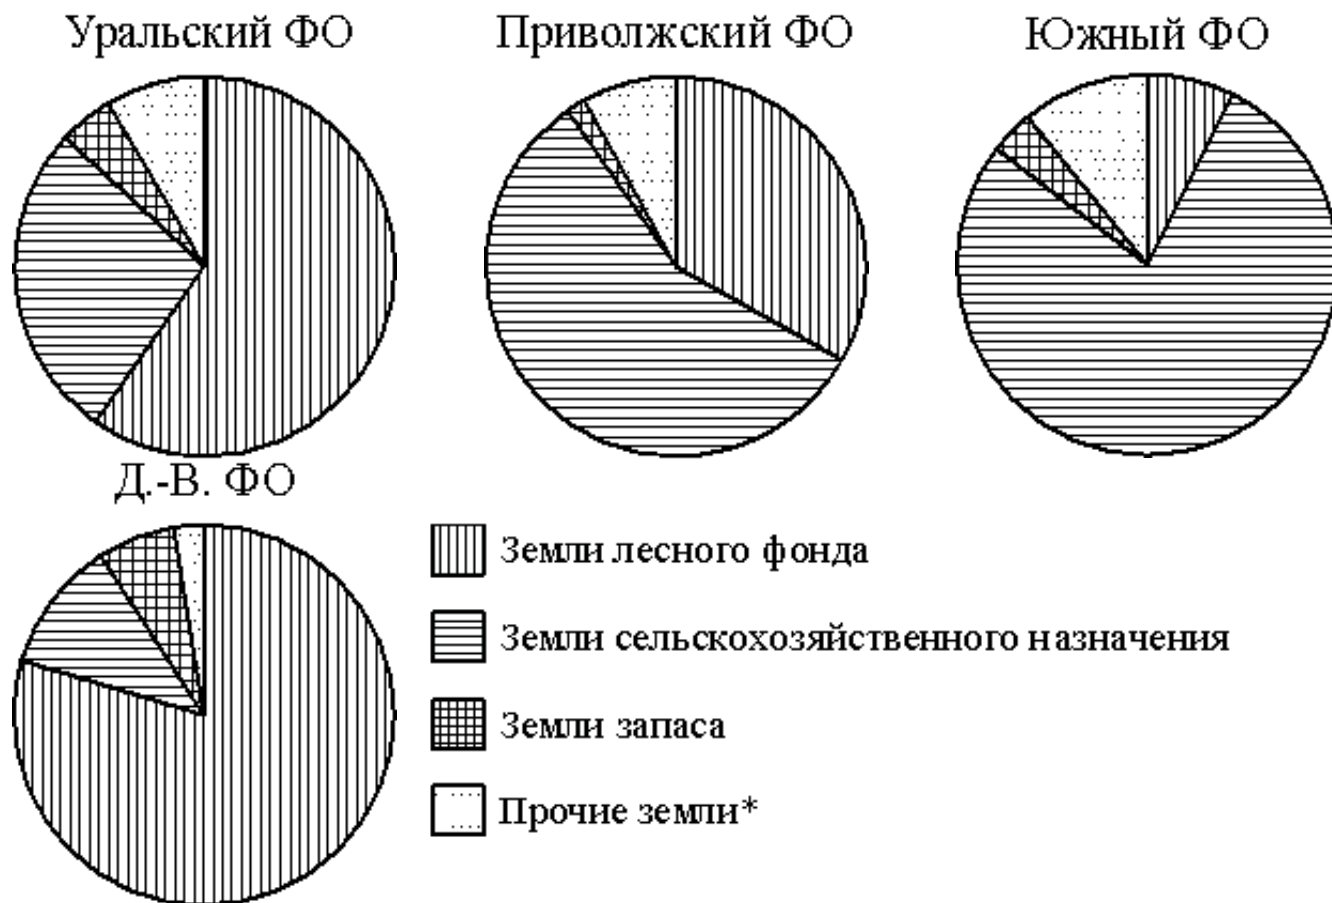 Уральский ФО
Приволжский ФО
Южный ФО
Д.-В. ФО
Земли лесного фонда
Земли сельскохозяйственного назначения
Земли запаса
Прочие земли*